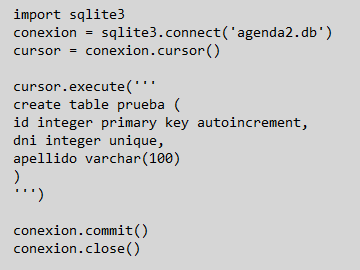 import sqlite3
conexion = sqlite3.connect('agenda2.db')
cursor = conexion.cursor()
cursor.execute('''
create table prueba (
id integer primary key autoincrement,
dni integer unique,
apellido varchar(100)
)
''')
conexion.commit()
conexion.close()